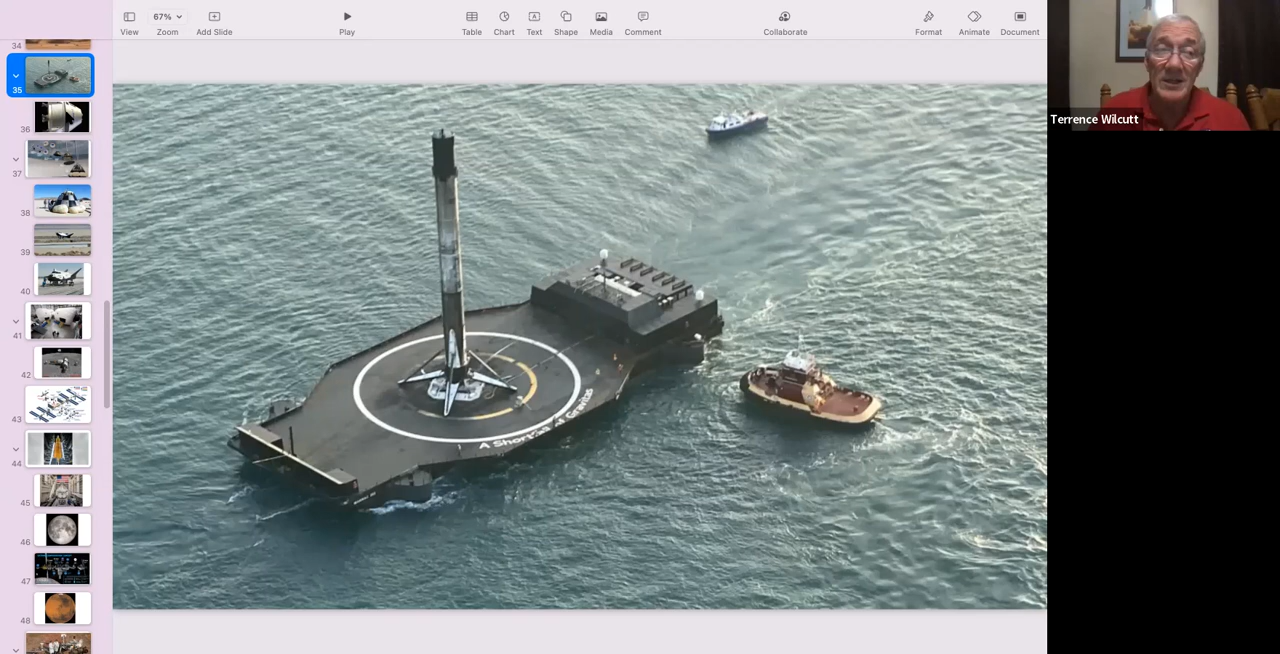 67%
View
Zoom
Add Slide
Play
Table
Chart
Text
Shape
Media
Comment
Collaborate
Format
Animate
Document
34
35
36
37
38
39
40
41
42
43
44
45
46
47
48
A of Gravitas
Terrence Wilcutt